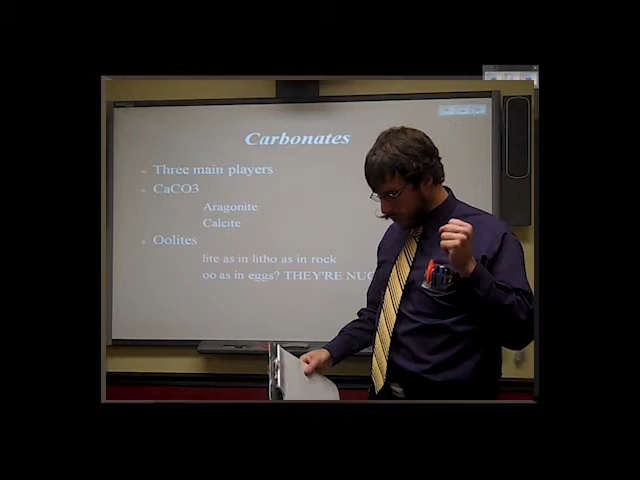 Carbonates
Three main players
CaCO3
Aragonite
Calcite
Oolites
lite as in litho as in rock
oo as in eggs? THEY'RE